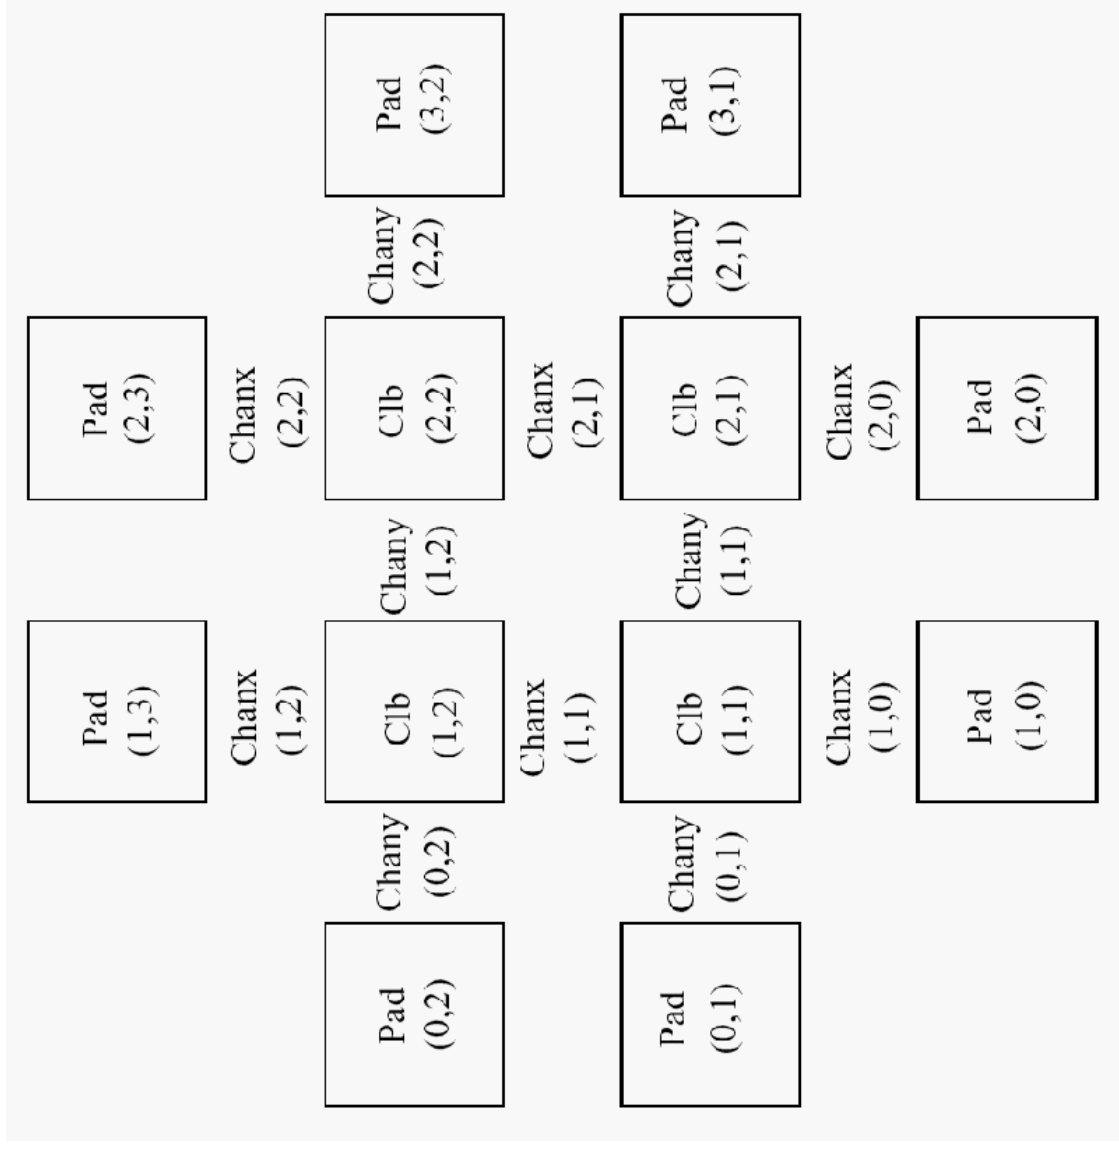 Pad
(1,3)
Pad
(2,3)
Chanx
(1,2)
Chanx
(2,2)
Pad
(0,2)
Chany
(0,2)
Clb
(1,2)
Chany
(1,2)
Clb
(2,2)
Chany
(2,2)
Pad
(3,2)
Chanx
(1,1)
Chanx
(2,1)
Pad
(0,1)
Chany
(0,1)
Clb
(1,1)
Chany
(1,1)
Clb
(2,1)
Chany
(2,1)
Pad
(3,1)
Chanx
(1,0)
Chanx
(2,0)
Pad
(1,0)
Pad
(2,0)